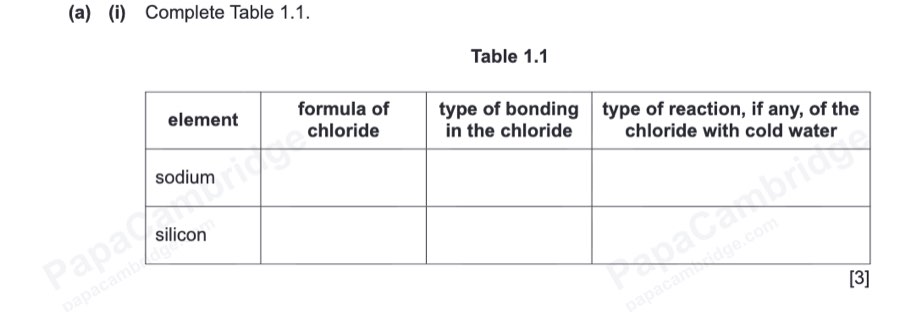 (a) (i) Complete Table 1.1.
Table 1.1
element formula of chloride type of bonding in the chloride type of reaction, if any, of the chloride with cold water
sodium
silicon
[3]
PapaCambridge
papacambridge.com
PapaCambridge
papacambridge.com